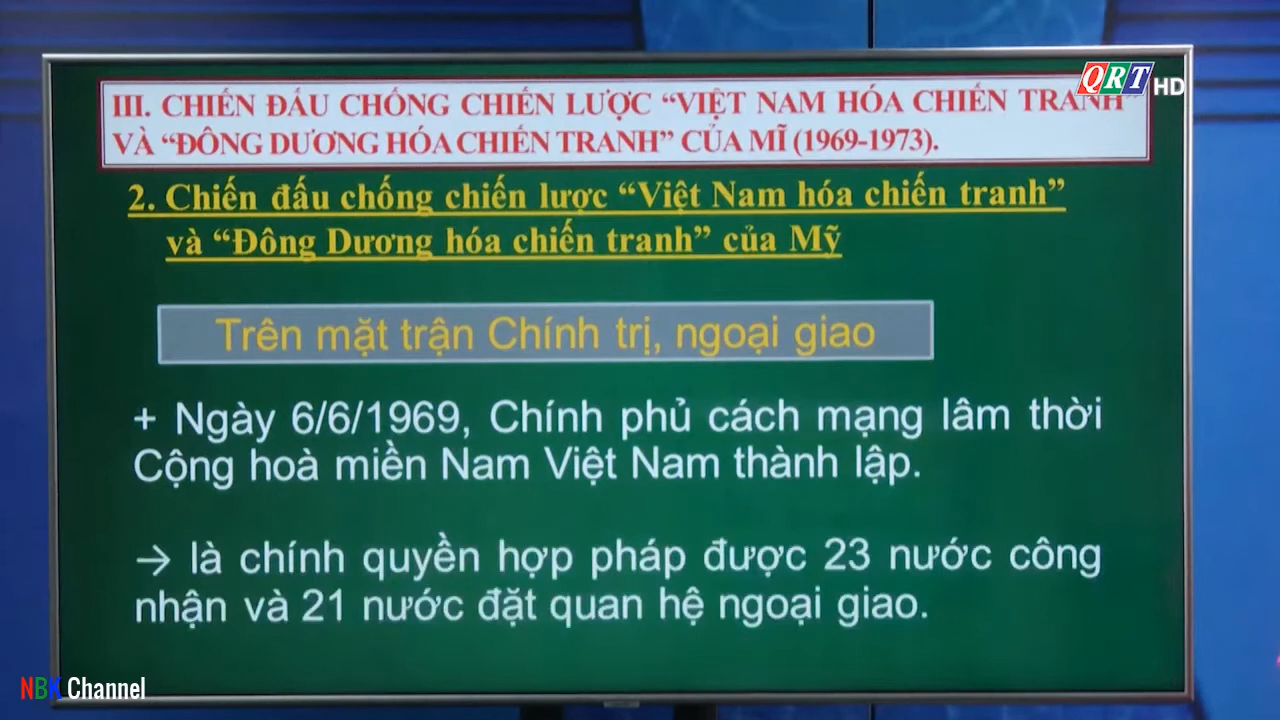 QRT HD
III. CHIẾN ĐẤU CHỐNG CHIẾN LƯỢC “VIỆT NAM HÓA CHIẾN TRANH”
VÀ “ĐÔNG DƯƠNG HÓA CHIẾN TRANH” CỦA MĨ (1969-1973).
2. Chiến đấu chống chiến lược “Việt Nam hóa chiến tranh”
và “Đông Dương hóa chiến tranh” của Mỹ
Trên mặt trận Chính trị, ngoại giao
+ Ngày 6/6/1969, Chính phủ cách mạng lâm thời
Cộng hoà miền Nam Việt Nam thành lập.
→ là chính quyền hợp pháp được 23 nước công
nhận và 21 nước đặt quan hệ ngoại giao.
NBK Channel